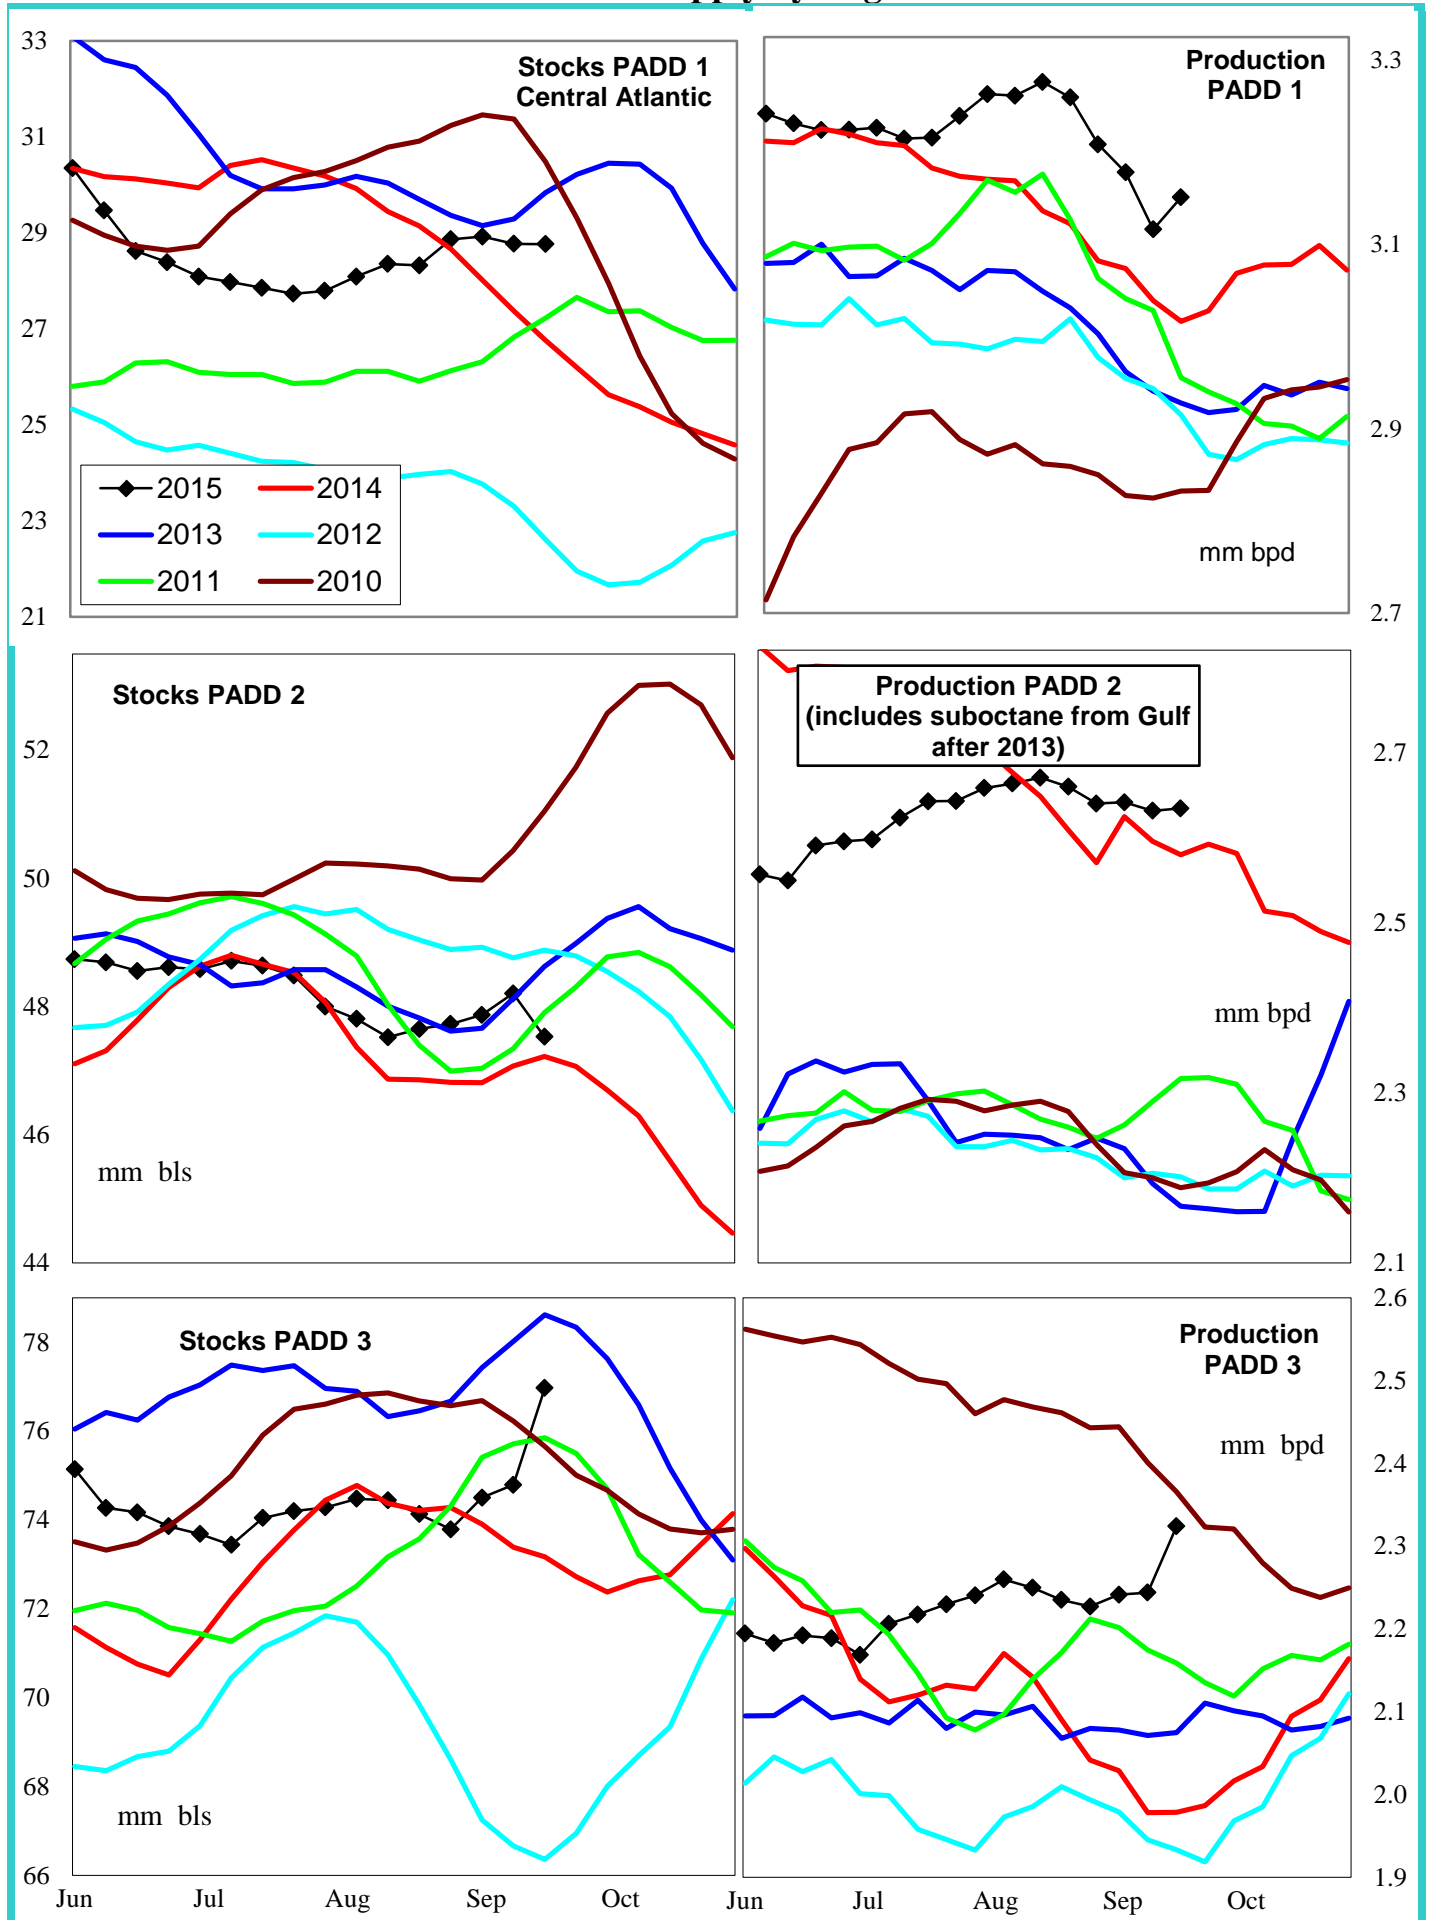 33
31
29
27
25
23
21
Stocks PADD 1
Central Atlantic
2015
2014
2013
2012
2011
2010
Production
PADD 1
mm bpd
3.3
3.1
2.9
2.7
Stocks PADD 2
52
50
48
46
44
mm bls
Production PADD 2
(includes suboctane from Gulf
after 2013)
mm bpd
2.7
2.5
2.3
2.1
Stocks PADD 3
78
76
74
72
70
68
66
mm bls
Jun Jul Aug Sep Oct
Production
PADD 3
mm bpd
2.6
2.5
2.4
2.3
2.2
2.1
2.0
1.9
Jun Jul Aug Sep Oct